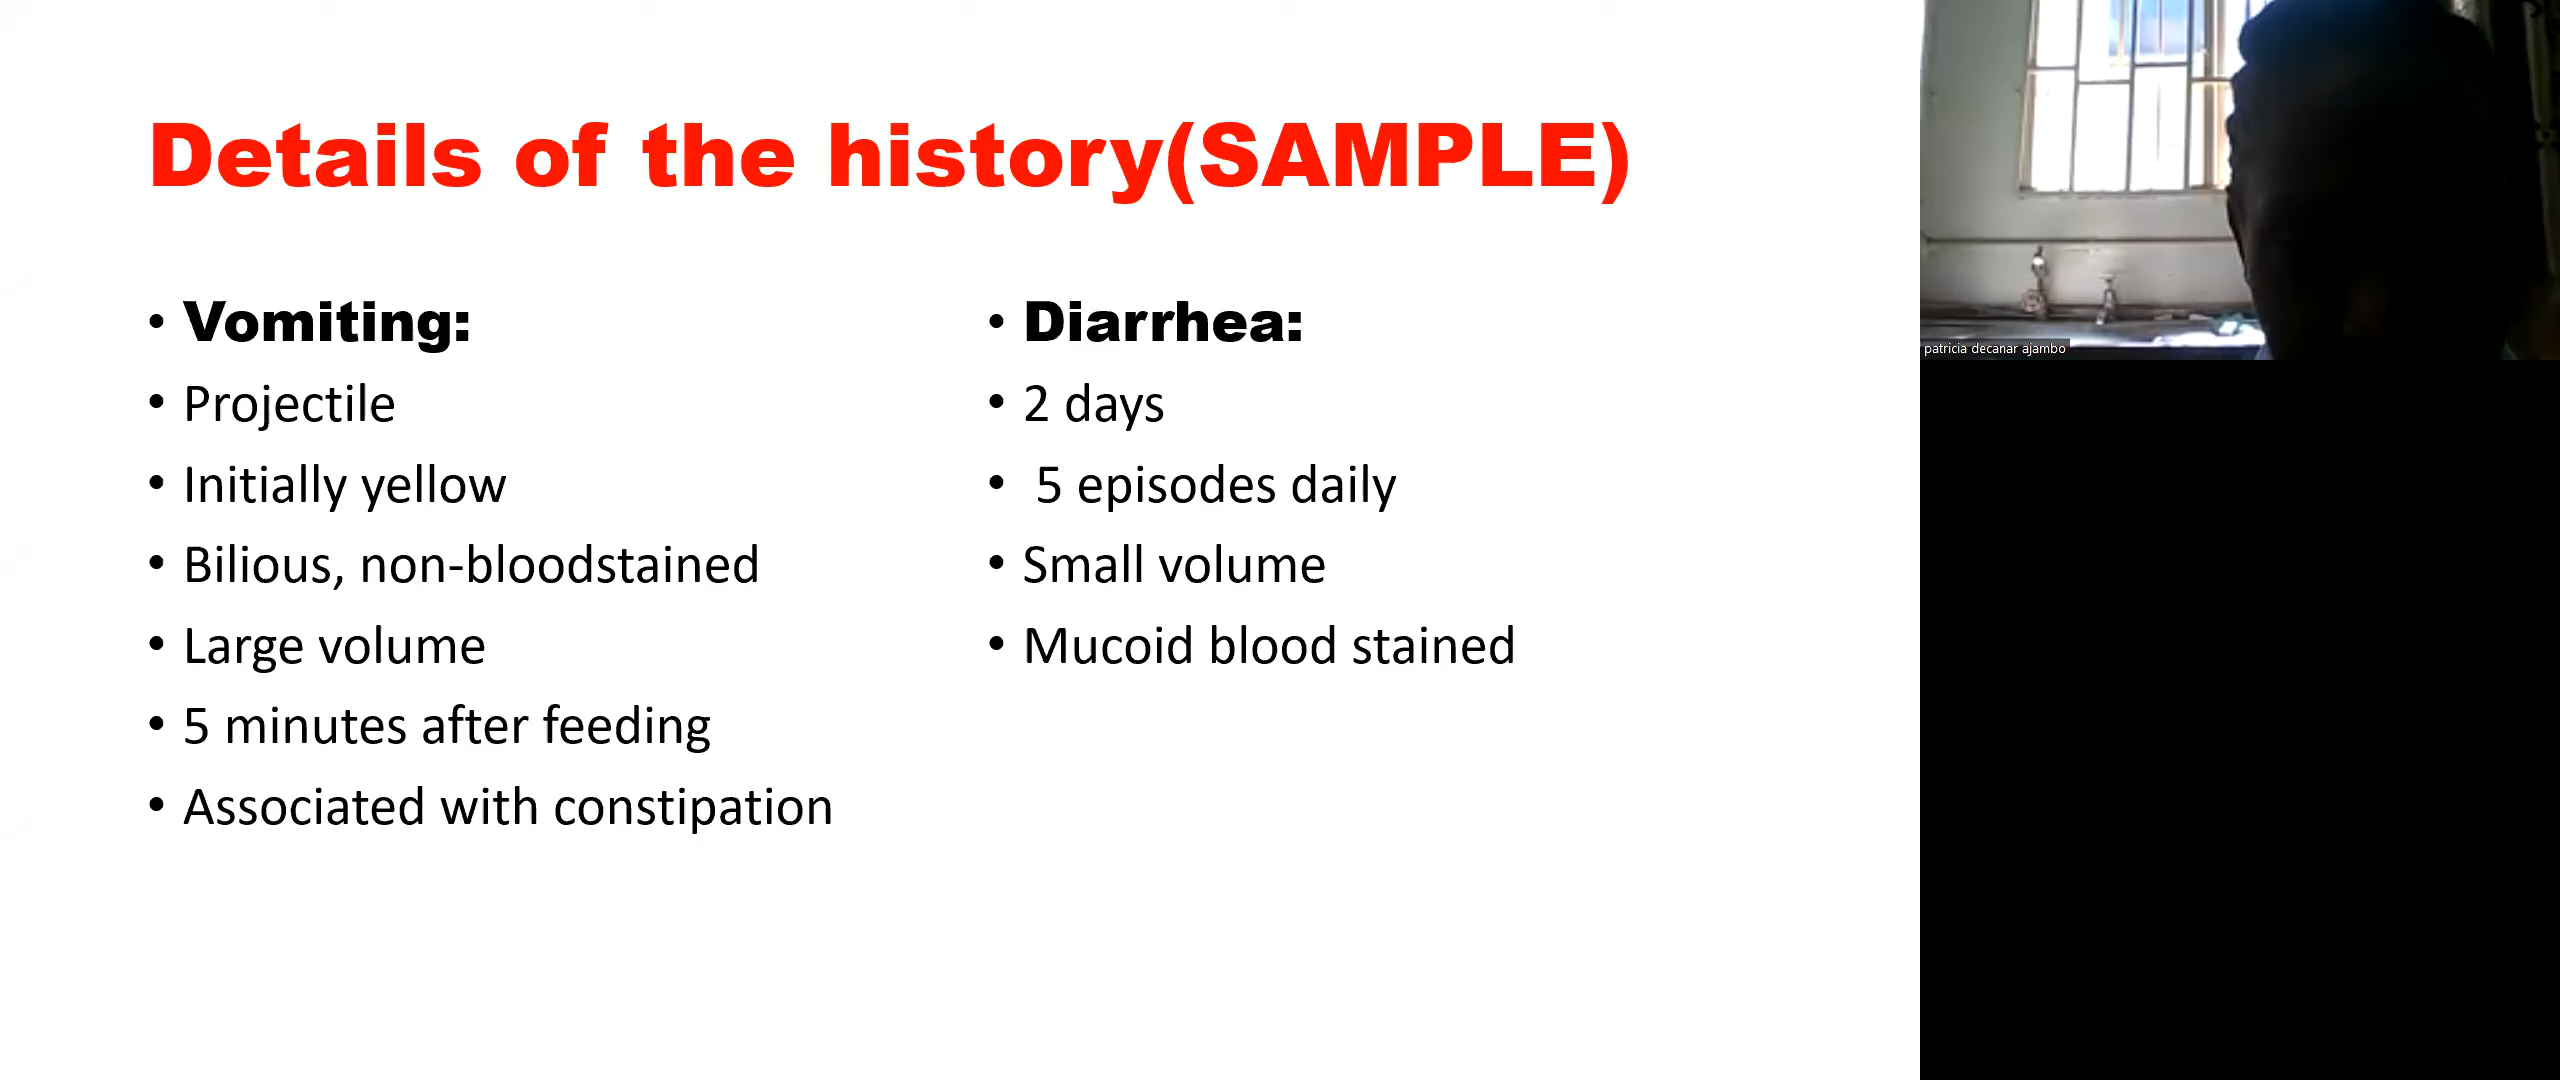 Details of the history(SAMPLE)
• Vomiting:
• Projectile
• Initially yellow
• Bilious, non-bloodstained
• Large volume
• 5 minutes after feeding
• Associated with constipation
• Diarrhea:
• 2 days
• 5 episodes daily
• Small volume
• Mucoid blood stained
patricia decanar ajambo